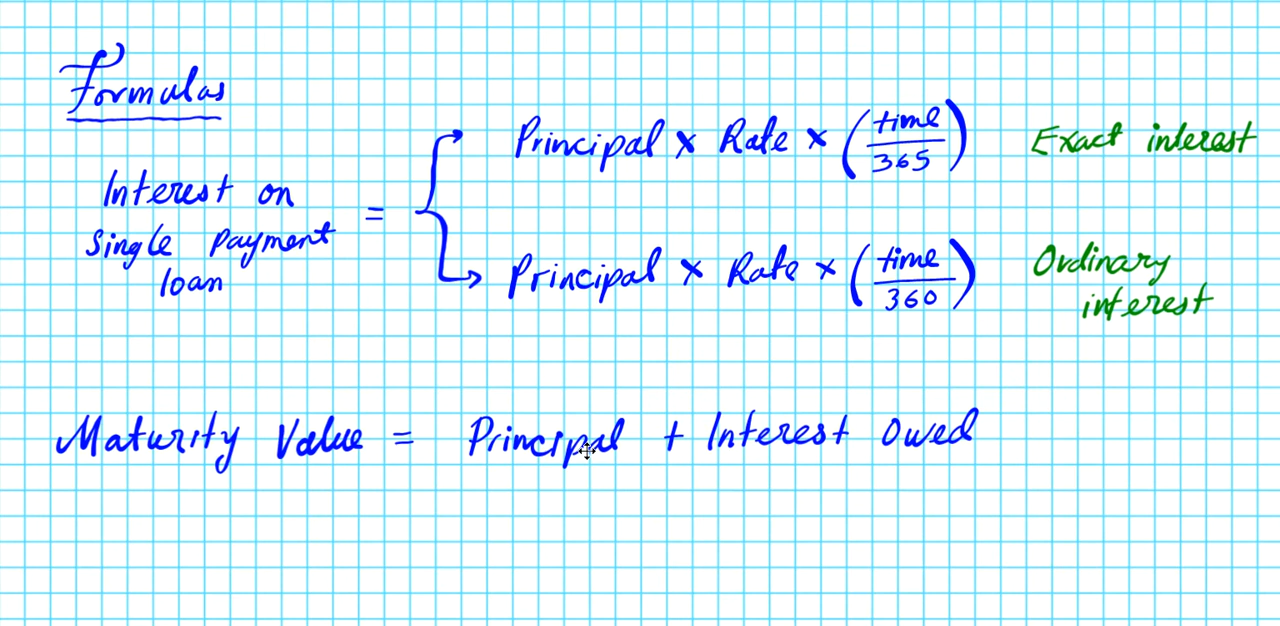 Formulas
Interest on
single payment
loan
=
Principal × Rate × (time/365) Exact interest
Principal × Rate × (time/360) Ordinary
interest
Maturity Value = Principal + Interest Owed